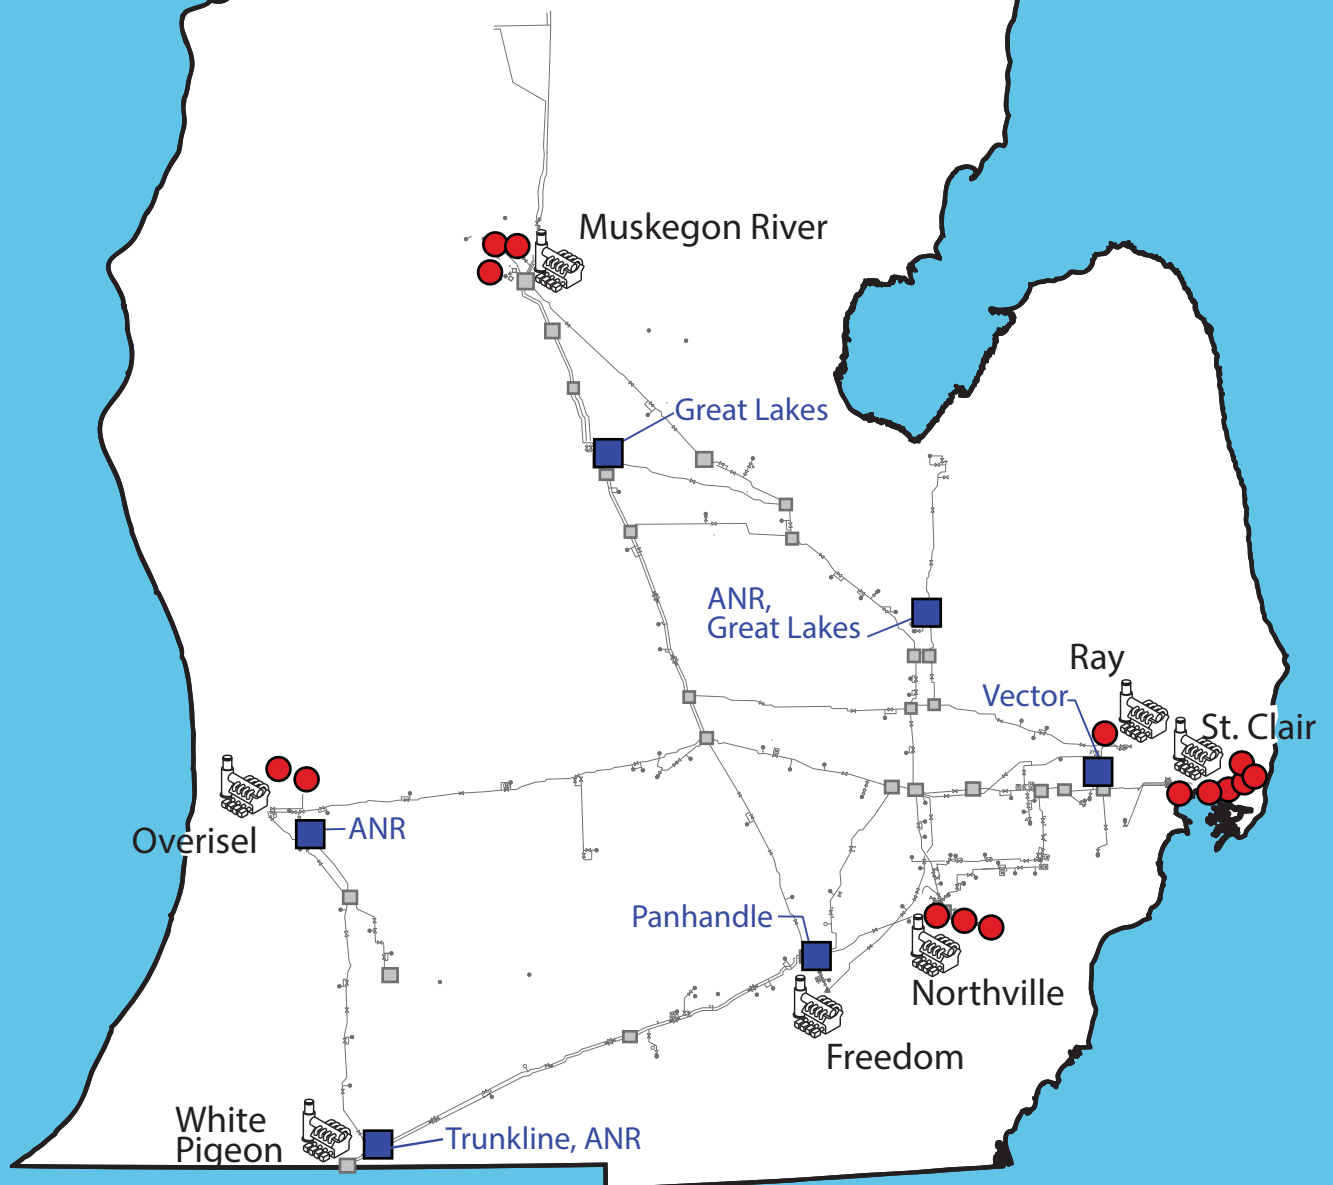 Muskegon River
Great Lakes
ANR,
Great Lakes
Ray
Vector
St. Clair
ANR
Overisel
Panhandle
Northville
Freedom
White
Pigeon
Trunkline, ANR